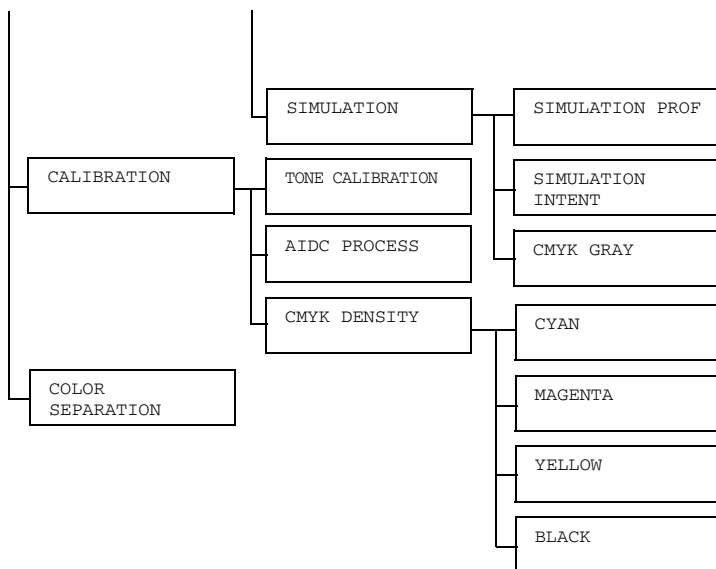 SIMULATION
SIMULATION PROF
CALIBRATION
TONE CALIBRATION
SIMULATION
INTENT
AIDC PROCESS
CMYK GRAY
CMYK DENSITY
CYAN
COLOR
SEPARATION
MAGENTA
YELLOW
BLACK